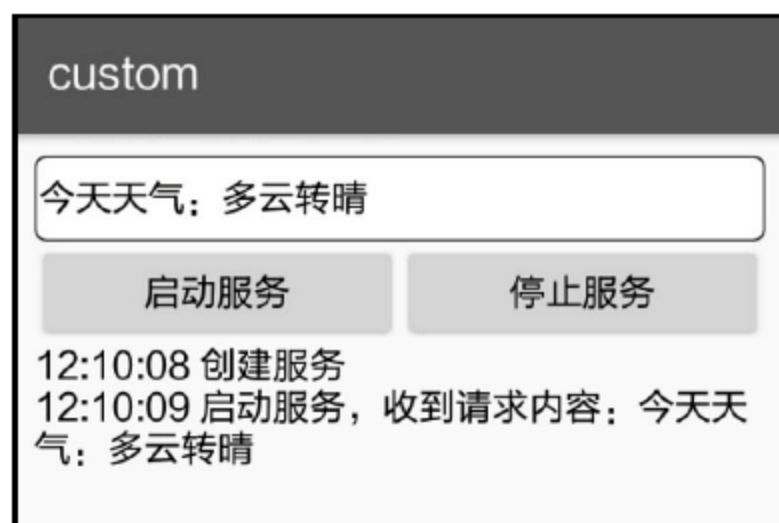 custom
今天天气：多云转晴
启动服务
停止服务
12:10:08 创建服务
12:10:09 启动服务，收到请求内容：今天天
气：多云转晴